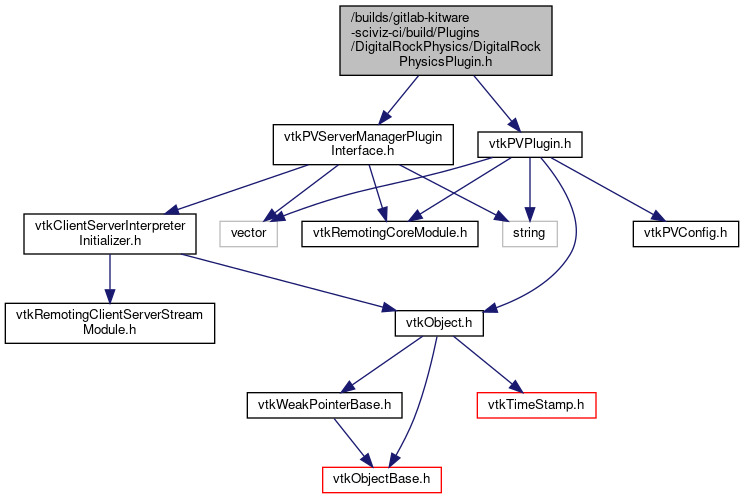 /builds/gitlab-kitware
-sciviz-ci/build/Plugins
/DigitalRockPhysics/DigitalRock
PhysicsPlugin.h
vtkPVServerManagerPlugin
Interface.h
vtkPVPlugin.h
vtkClientServerInterpreter
Initializer.h
vector
vtkRemotingCoreModule.h
string
vtkPVConfig.h
vtkRemotingClientServerStream
Module.h
vtkObject.h
vtkWeakPointerBase.h
vtkTimeStamp.h
vtkObjectBase.h